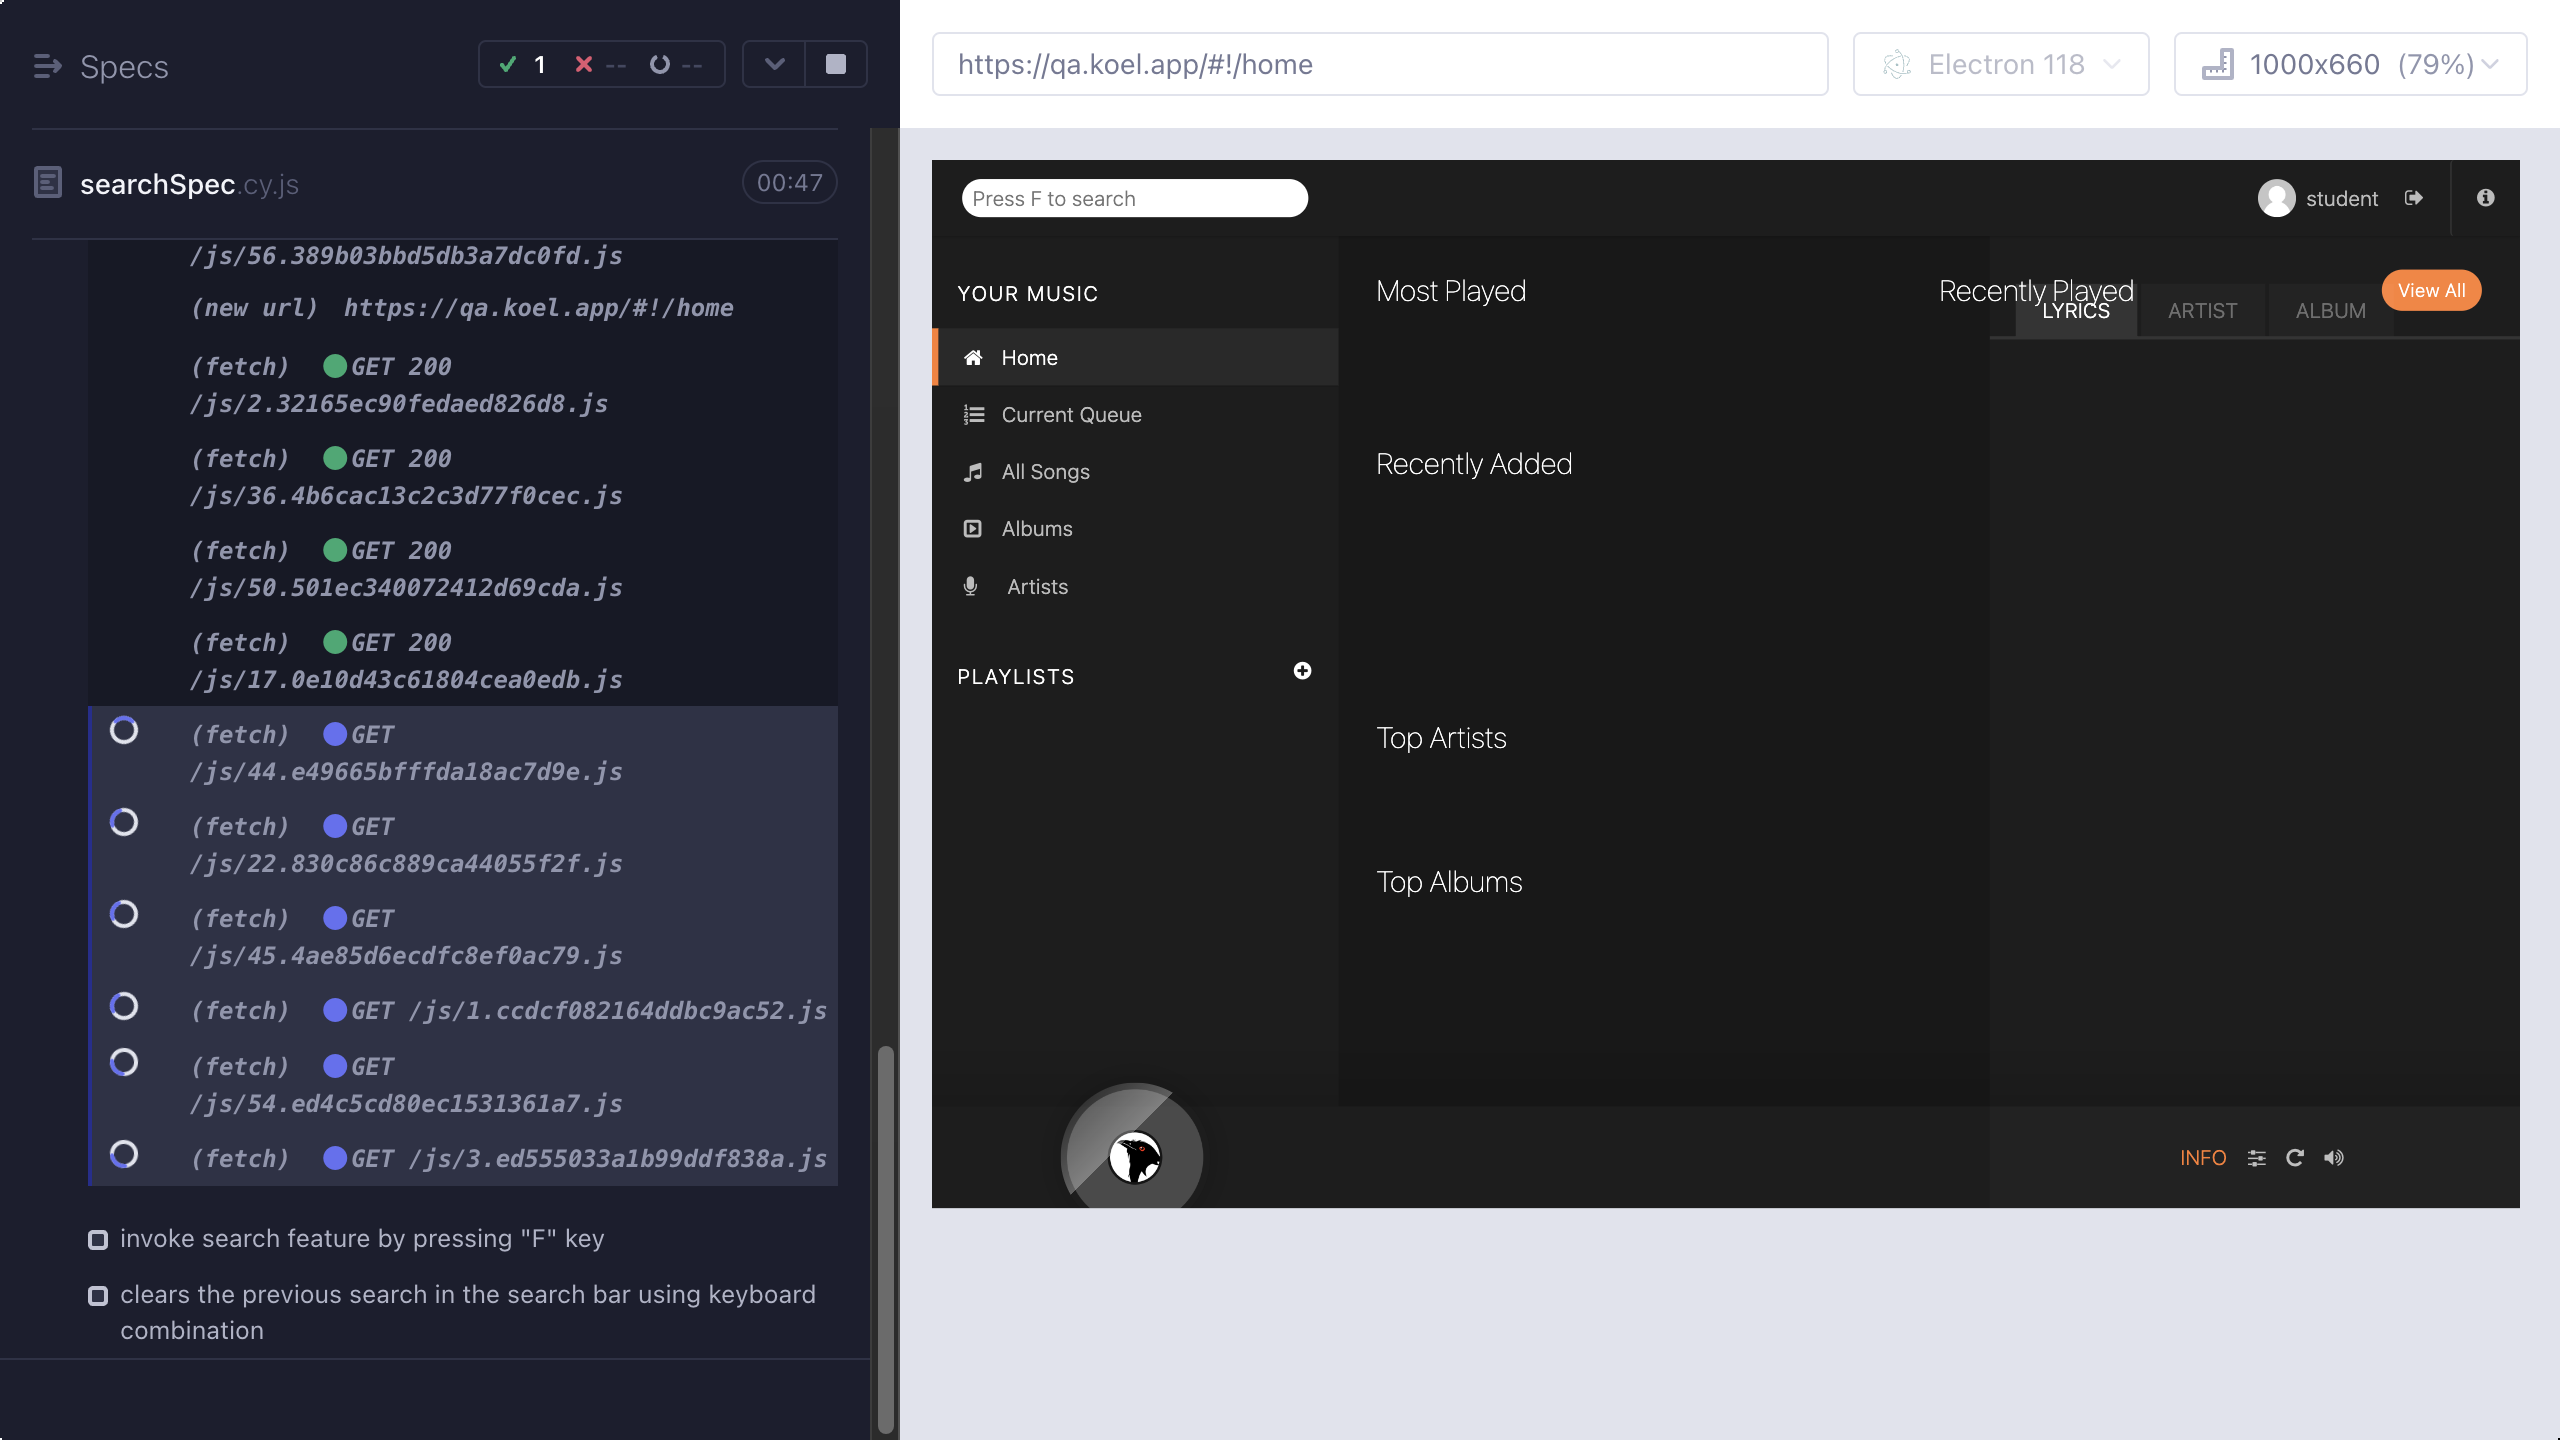 Specs
1
--
--
searchSpec.cy.js
00:47
/js/56.389b03bbd5db3a7dc0fd.js
(new url) https://qa.koel.app/#!/home
(fetch) GET 200
/js/2.32165ec90fedaed826d8.js
(fetch) GET 200
/js/36.4b6cac13c2c3d77f0cec.js
(fetch) GET 200
/js/50.501ec340072412d69cda.js
(fetch) GET 200
/js/17.0e10d43c61804cea0edb.js
(fetch) GET
/js/44.e49665bfffda18ac7d9e.js
(fetch) GET
/js/22.830c86c889ca44055f2f.js
(fetch) GET
/js/45.4ae85d6ecdfc8ef0ac79.js
(fetch) GET /js/1.ccdcf082164ddbc9ac52.js
(fetch) GET
/js/54.ed4c5cd80ec1531361a7.js
(fetch) GET /js/3.ed555033a1b99ddf838a.js
invoke search feature by pressing "F" key
clears the previous search in the search bar using keyboard
combination
https://qa.koel.app/#!/home
Electron 118
1000x660 (79%)
Press F to search
student
YOUR MUSIC
Home
Current Queue
All Songs
Albums
Artists
PLAYLISTS
Most Played
Recently Played
View All
LYRICS
ARTIST
ALBUM
Recently Added
Top Artists
Top Albums
INFO